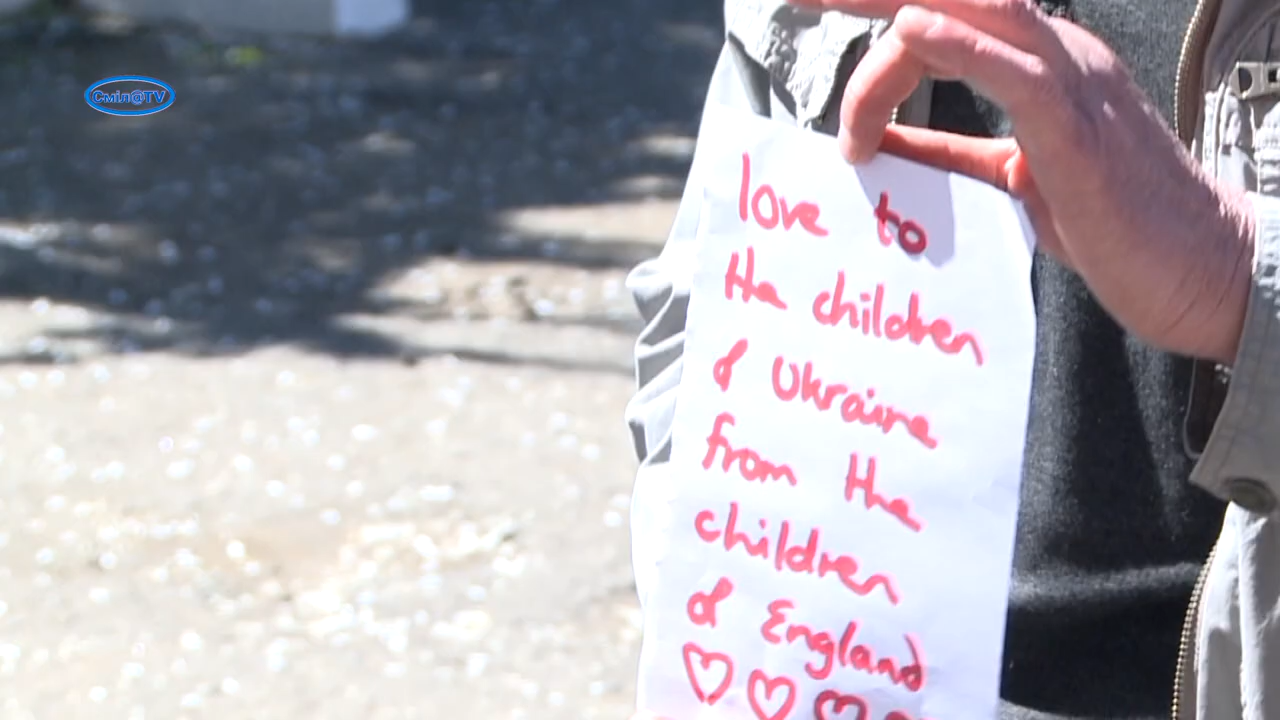 Сміл@TV
love to
the children
of Ukraine
from the
children
of England